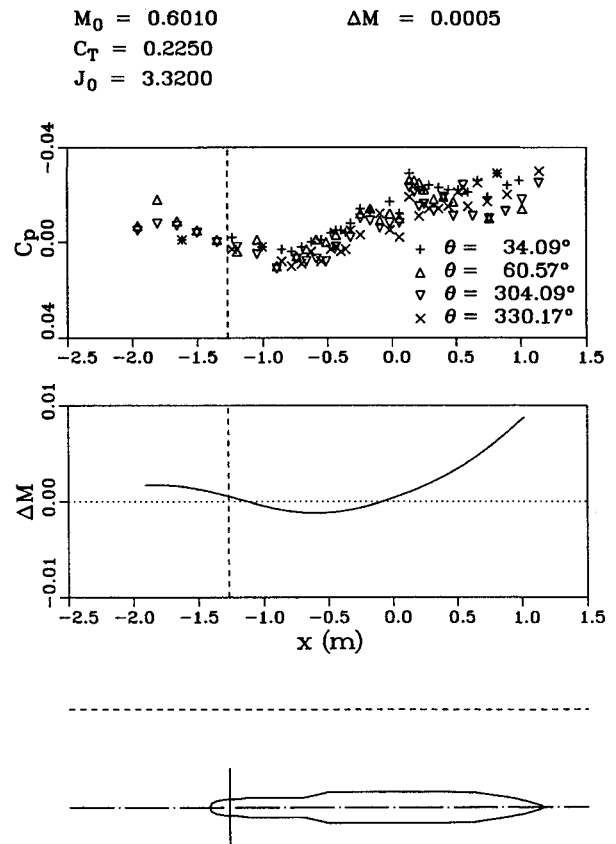 M₀ = 0.6010 ΔM = 0.0005
C_T = 0.2250
J₀ = 3.3200
-0.04
0.00
0.04
C_p
+ θ = 34.09°
△ θ = 60.57°
▽ θ = 304.09°
× θ = 330.17°
-2.5 -2.0 -1.5 -1.0 -0.5 0.0 0.5 1.0 1.5
0.01
0.00
-0.01
ΔM
-2.5 -2.0 -1.5 -1.0 -0.5 0.0 0.5 1.0 1.5
x (m)